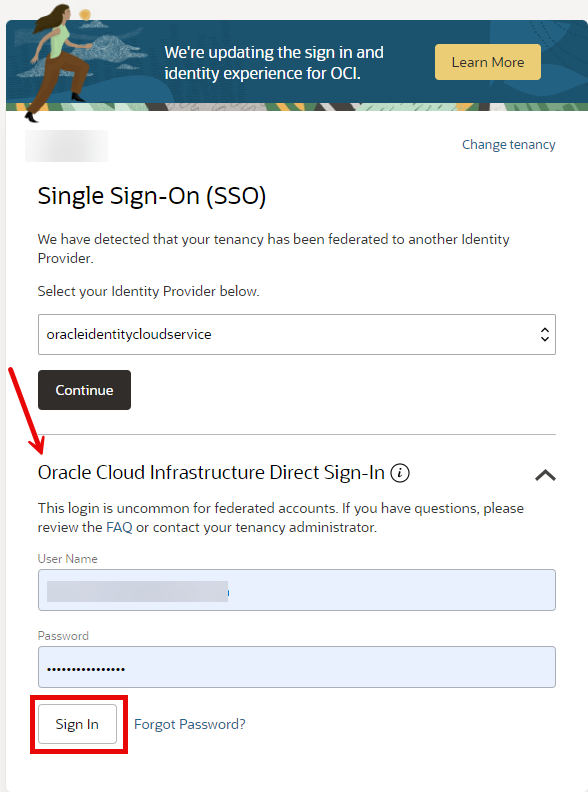 We're updating the sign in and
identity experience for OCI.
Learn More
Change tenancy
Single Sign-On (SSO)
We have detected that your tenancy has been federated to another Identity
Provider.
Select your Identity Provider below.
oracleidentitycloudservice
Continue
Oracle Cloud Infrastructure Direct Sign-In
This login is uncommon for federated accounts. If you have questions, please
review the FAQ or contact your tenancy administrator.
User Name
Password
••••••••••••••••
Sign In Forgot Password?